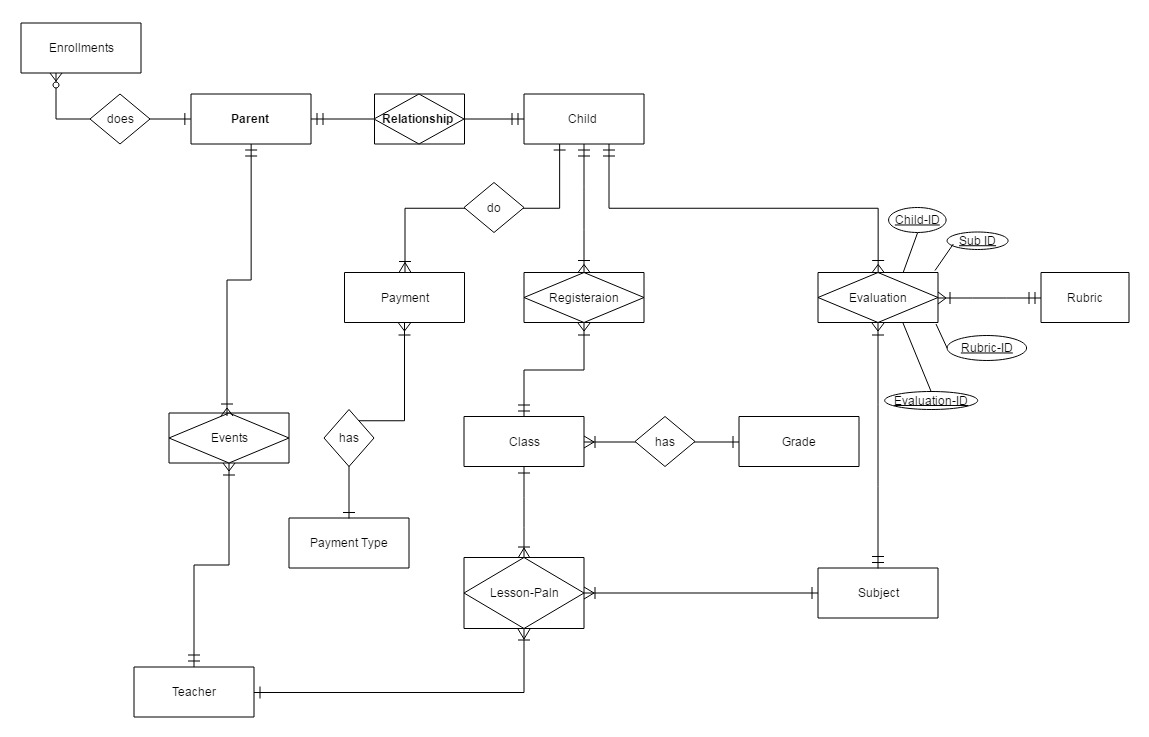 Enrollments
does
Parent
Relationship
Child
do
Child-ID
Sub ID
Payment
Registeraion
Evaluation
Rubric
Rubric-ID
Evaluation-ID
Events
has
Class
has
Grade
Payment Type
Lesson-Paln
Subject
Teacher